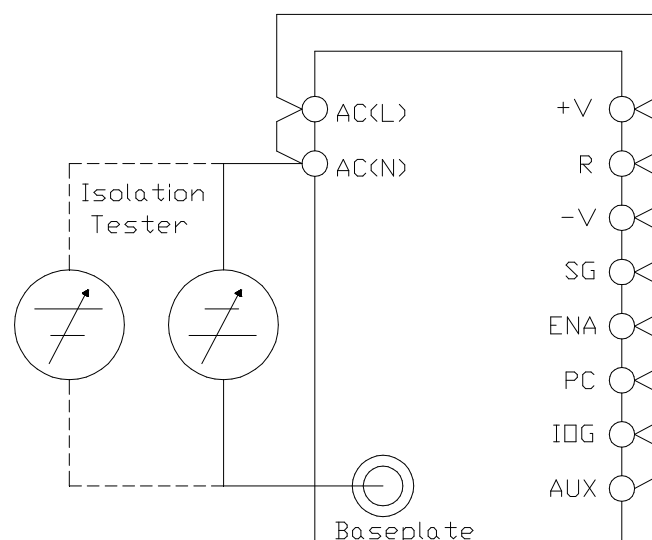 AC(L)
AC(N)
Isolation
Tester
+V
R
-V
SG
ENA
PC
IOG
AUX
Baseplate